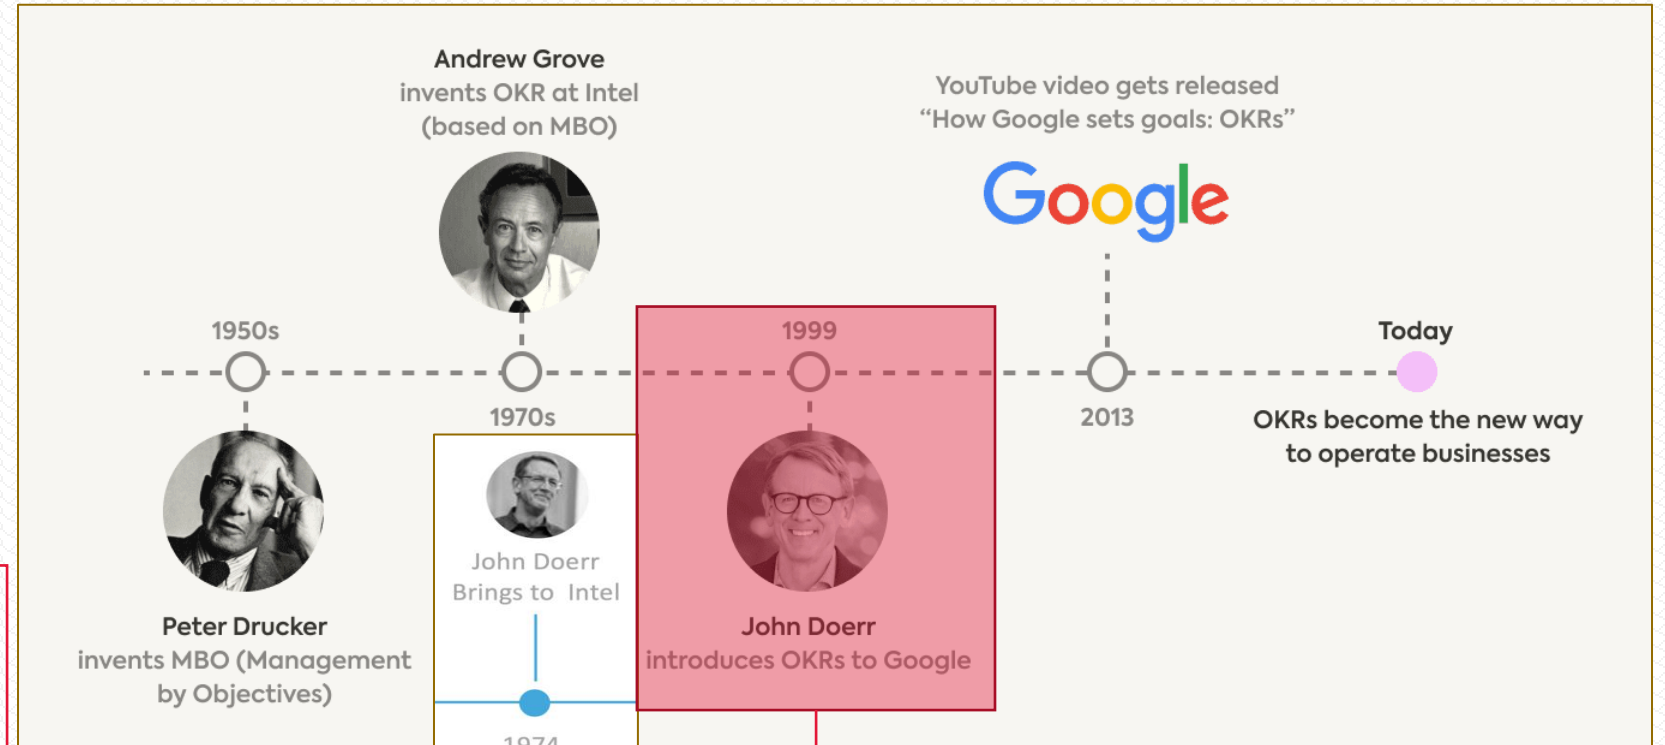 Andrew Grove
invents OKR at Intel
(based on MBO)
YouTube video gets released
“How Google sets goals: OKRs”
Google
1950s
1999
Today
1970s
2013
OKRs become the new way
to operate businesses
John Doerr
Brings to Intel
Peter Drucker
invents MBO (Management
by Objectives)
John Doerr
introduces OKRs to Google
1974